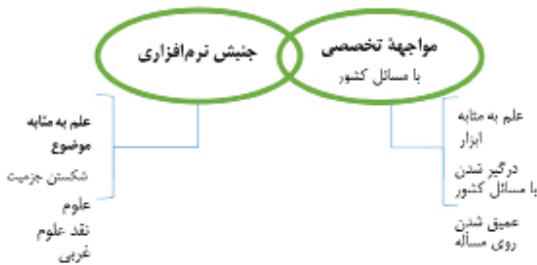 مواجههٔ تخصصی
با مسائل کشور
جنبش نرم‌افزاری
علم به مثابه
ابزار
درگیر شدن
با مسائل کشور
عمیق شدن
روی مسأله
علم به مثابه
موضوع
شکستن جزمیت
علوم
نقد علوم
غربی